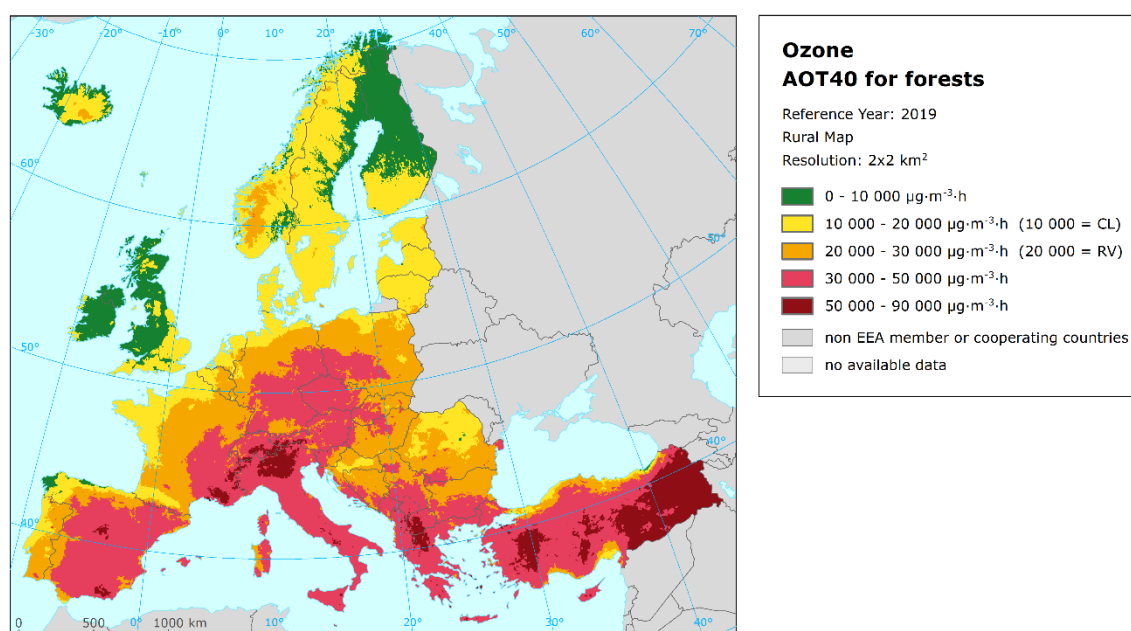 -30° -20° -10° 0° 10° 20° 30° 40° 50° 60° 70°
60°
50°
40°
50°
40°
0 500 1000 km 10° 20° 30° 40°
0°
Ozone
AOT40 for forests
Reference Year: 2019
Rural Map
Resolution: 2x2 km²
0 - 10 000 µg·m⁻³·h
10 000 - 20 000 µg·m⁻³·h (10 000 = CL)
20 000 - 30 000 µg·m⁻³·h (20 000 = RV)
30 000 - 50 000 µg·m⁻³·h
50 000 - 90 000 µg·m⁻³·h
non EEA member or cooperating countries
no available data